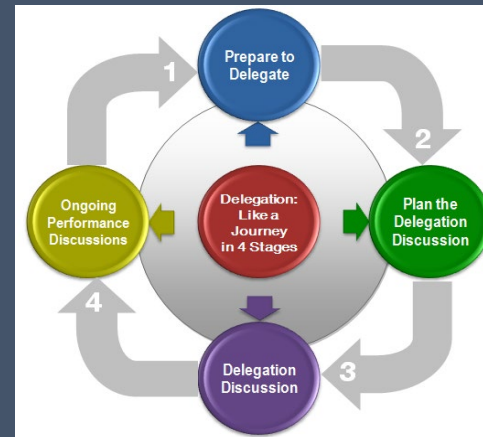 1
Prepare to
Delegate
2
Plan the
Delegation
Discussion
3
Delegation
Discussion
4
Ongoing
Performance
Discussions
Delegation:
Like a
Journey
in 4 Stages